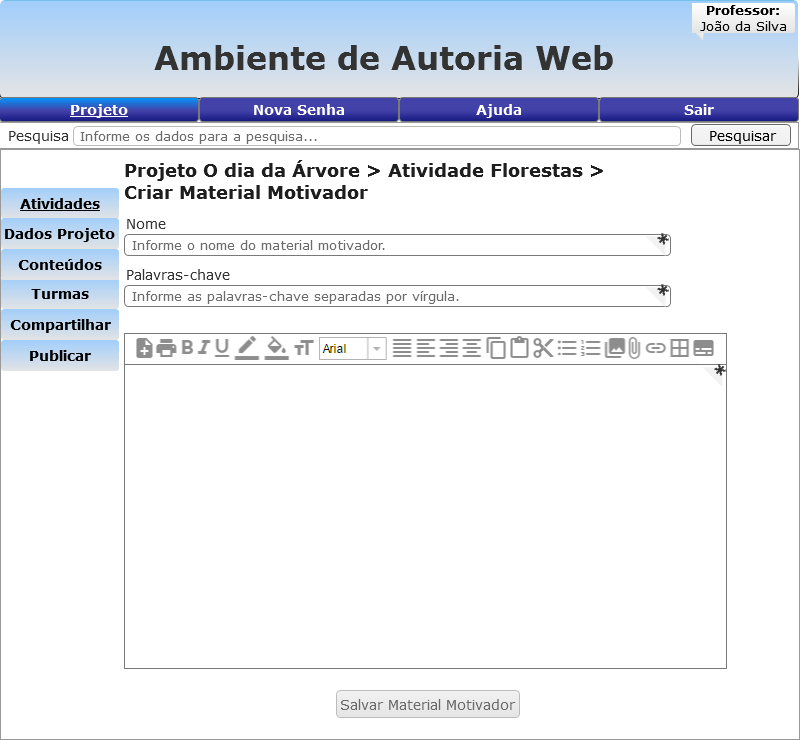 Professor:
João da Silva
Ambiente de Autoria Web
Projeto Nova Senha Ajuda Sair
Pesquisa Informe os dados para a pesquisa... Pesquisar
Projeto O dia da Árvore > Atividade Florestas >
Criar Material Motivador
Atividades
Dados Projeto
Conteúdos
Turmas
Compartilhar
Publicar
Nome
Informe o nome do material motivador. *
Palavras-chave
Informe as palavras-chave separadas por vírgula. *
B I U Arial
*
Salvar Material Motivador